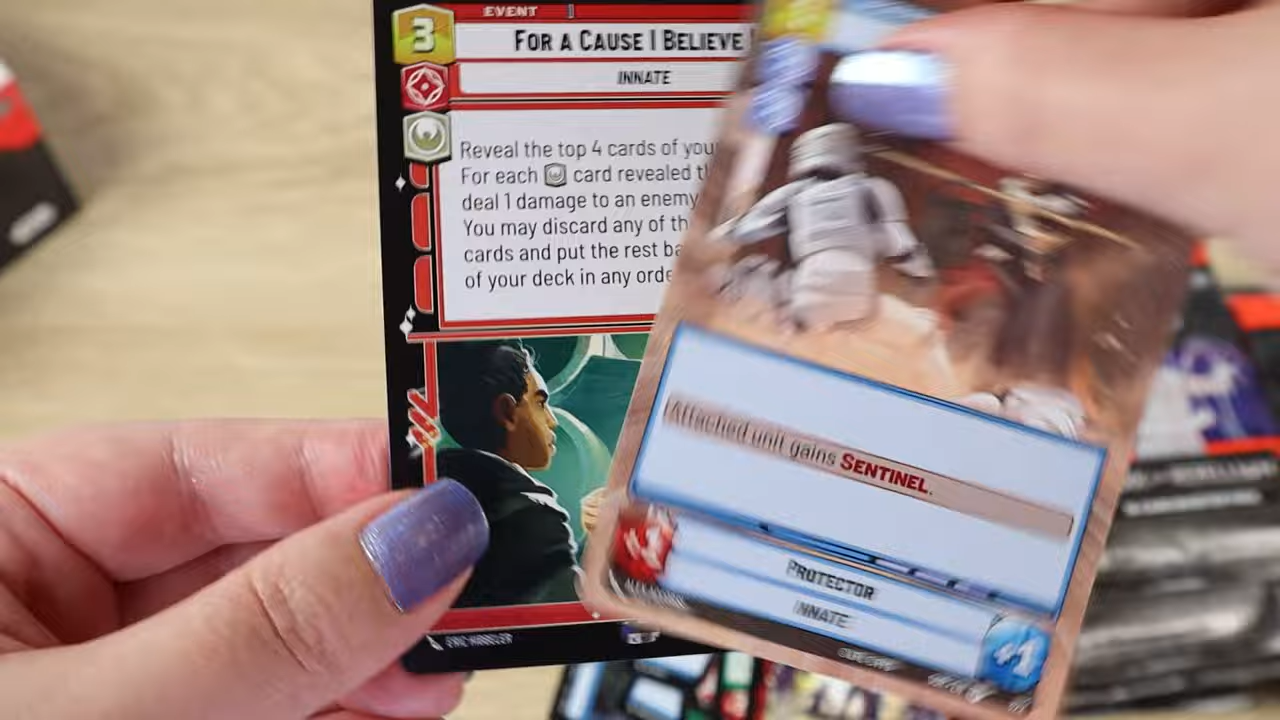 EVENT
3
FOR A CAUSE I BELIEVE
INNATE
Reveal the top 4 cards of you
For each card revealed t
deal 1 damage to an enemy
You may discard any of th
cards and put the rest ba
of your deck in any orde
Attached unit gains SENTINEL.
PROTECTOR
INNATE
+1